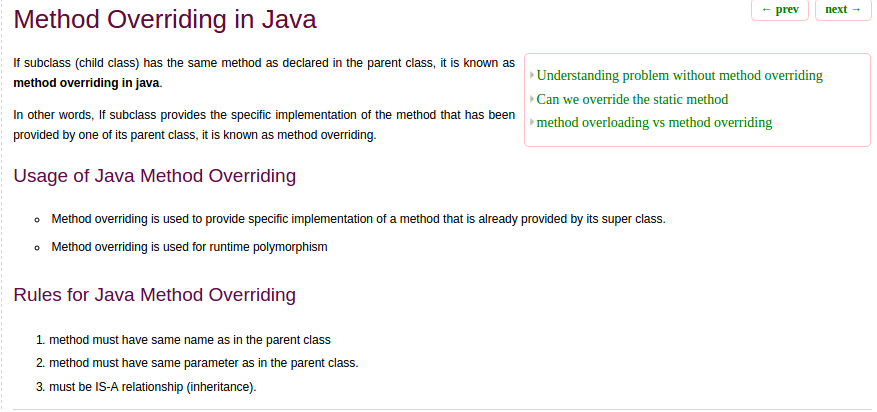 Method Overriding in Java
← prev next →
If subclass (child class) has the same method as declared in the parent class, it is known as
method overriding in java.
In other words, If subclass provides the specific implementation of the method that has been
provided by one of its parent class, it is known as method overriding.
Understanding problem without method overriding
Can we override the static method
method overloading vs method overriding
Usage of Java Method Overriding
Method overriding is used to provide specific implementation of a method that is already provided by its super class.
Method overriding is used for runtime polymorphism
Rules for Java Method Overriding
1. method must have same name as in the parent class
2. method must have same parameter as in the parent class.
3. must be IS-A relationship (inheritance).